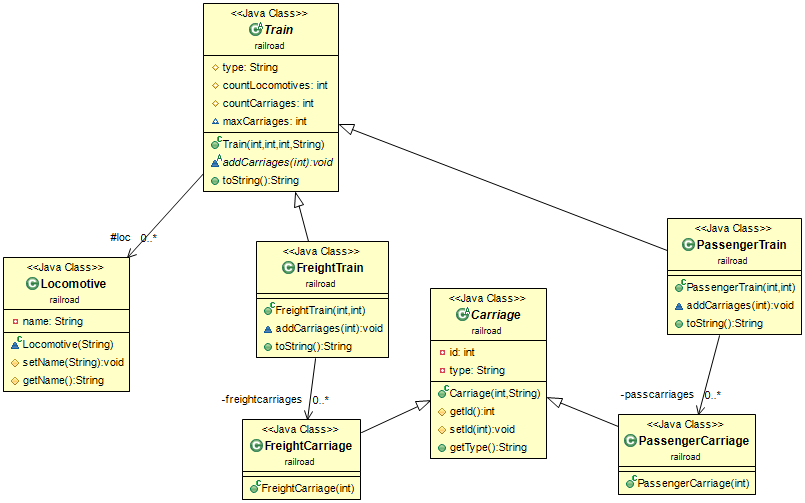 <<Java Class>>
Train
railroad
type: String
countLocomotives: int
countCarriages: int
maxCarriages: int
Train(int,int,int,String)
addCarriages(int):void
toString():String
#loc 0..*
<<Java Class>>
Locomotive
railroad
name: String
Locomotive(String)
setName(String):void
getName():String
<<Java Class>>
FreightTrain
railroad
FreightTrain(int,int)
addCarriages(int):void
toString():String
-freightcarriages 0..*
<<Java Class>>
Carriage
railroad
id: int
type: String
Carriage(int,String)
getId():int
setId(int):void
getType():String
<<Java Class>>
PassengerTrain
railroad
PassengerTrain(int,int)
addCarriages(int):void
toString():String
-passcarriages 0..*
<<Java Class>>
FreightCarriage
railroad
FreightCarriage(int)
<<Java Class>>
PassengerCarriage
railroad
PassengerCarriage(int)